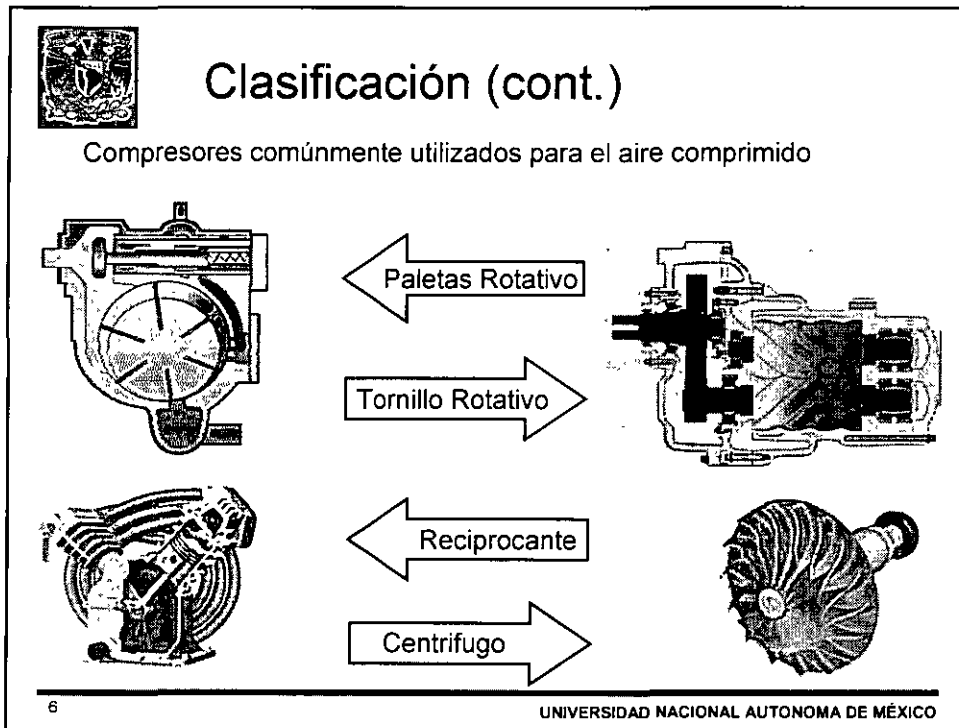 Clasificación (cont.)
Compresores comúnmente utilizados para el aire comprimido
Paletas Rotativo
Tornillo Rotativo
Reciprocante
Centrifugo
6
UNIVERSIDAD NACIONAL AUTONOMA DE MÉXICO